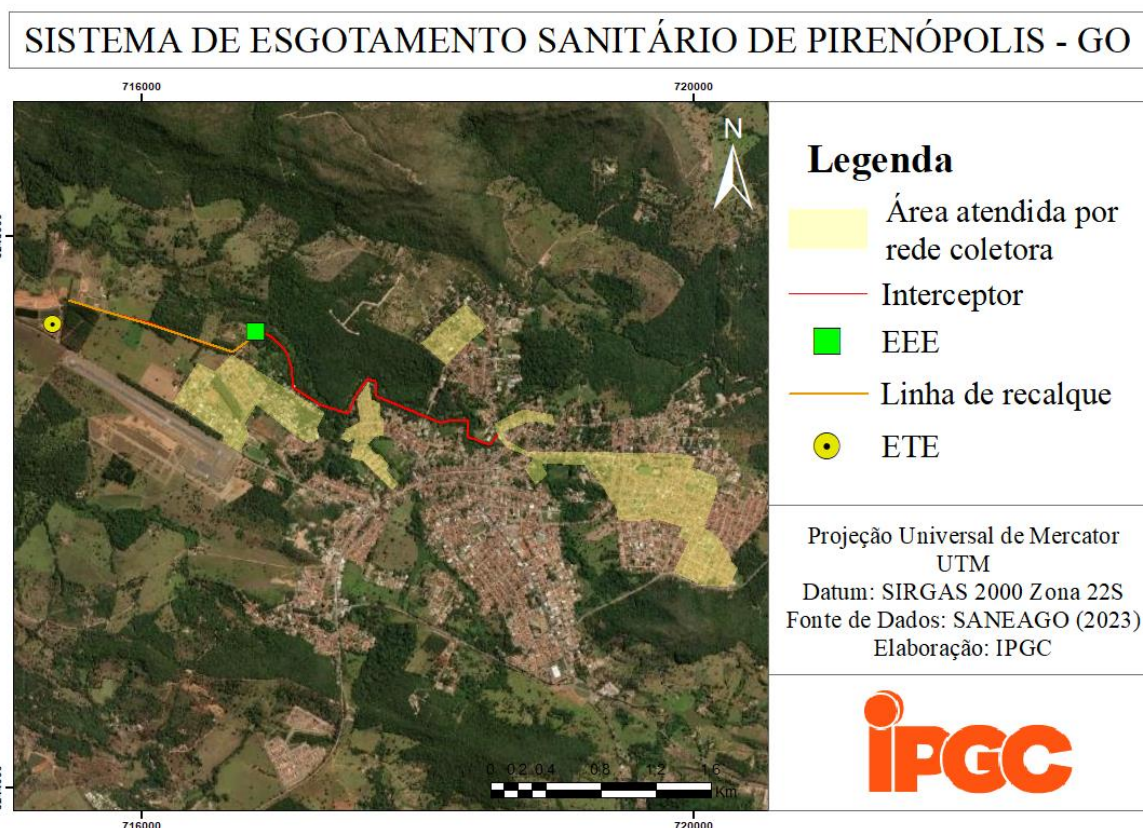 SISTEMA DE ESGOTAMENTO SANITÁRIO DE PIRENÓPOLIS - GO
716000
720000
N
Legenda
Área atendida por
rede coletora
Interceptor
EEE
Linha de recalque
ETE
Projeção Universal de Mercator
UTM
Datum: SIRGAS 2000 Zona 22S
Fonte de Dados: SANEAGO (2023)
Elaboração: IPGC
iPGC
0 0.2 0.4 0.8 1.2 1.6
Km
716000
720000